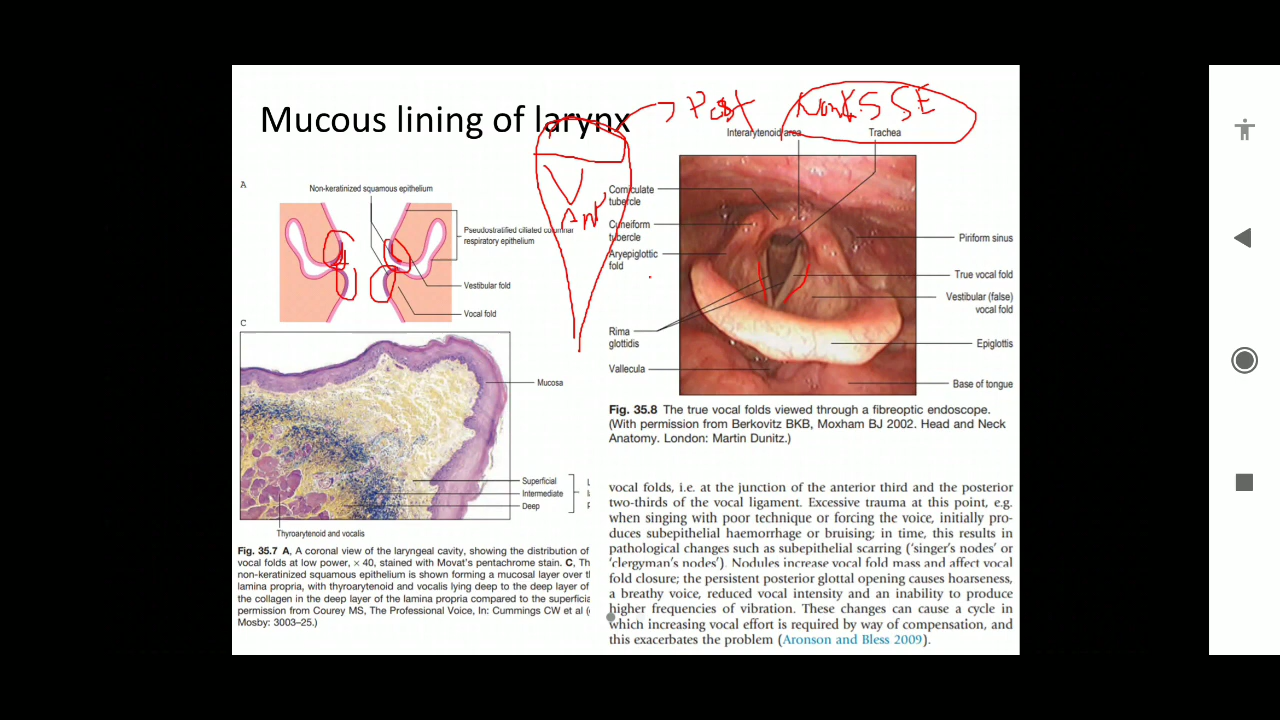 Mucous lining of larynx
Post
Ant
A
Non-keratinized squamous epithelium
Pseudostratified ciliated columnar
respiratory epithelium
Vestibular fold
Vocal fold
C
Mucosa
Superficial
Intermediate
Deep
Thyroarytenoid and vocalis
Fig. 35.7 A, A coronal view of the laryngeal cavity, showing the distribution of
vocal folds at low power, × 40, stained with Movat's pentachrome stain. C, Th
non-keratinized squamous epithelium is shown forming a mucosal layer over t
lamina propria, with thyroarytenoid and vocalis lying deep to the deep layer of
the collagen in the deep layer of the lamina propria compared to the superficia
permission from Courey MS, The Professional Voice, In: Cummings CW et al (
Mosby: 3003–25.)
Interarytenoid area
Trachea
Corniculate
tubercle
Cuneiform
tubercle
Aryepiglottic
fold
Rima
glottidis
Vallecula
Piriform sinus
True vocal fold
Vestibular (false)
vocal fold
Epiglottis
Base of tongue
Fig. 35.8 The true vocal folds viewed through a fibreoptic endoscope.
(With permission from Berkovitz BKB, Moxham BJ 2002. Head and Neck
Anatomy. London: Martin Dunitz.)
vocal folds, i.e. at the junction of the anterior third and the posterior
two-thirds of the vocal ligament. Excessive trauma at this point, e.g.
when singing with poor technique or forcing the voice, initially pro-
duces subepithelial haemorrhage or bruising; in time, this results in
pathological changes such as subepithelial scarring ('singer's nodes' or
'clergyman's nodes'). Nodules increase vocal fold mass and affect vocal
fold closure; the persistent posterior glottal opening causes hoarseness,
a breathy voice, reduced vocal intensity and an inability to produce
higher frequencies of vibration. These changes can cause a cycle in
which increasing vocal effort is required by way of compensation, and
this exacerbates the problem (Aronson and Bless 2009).